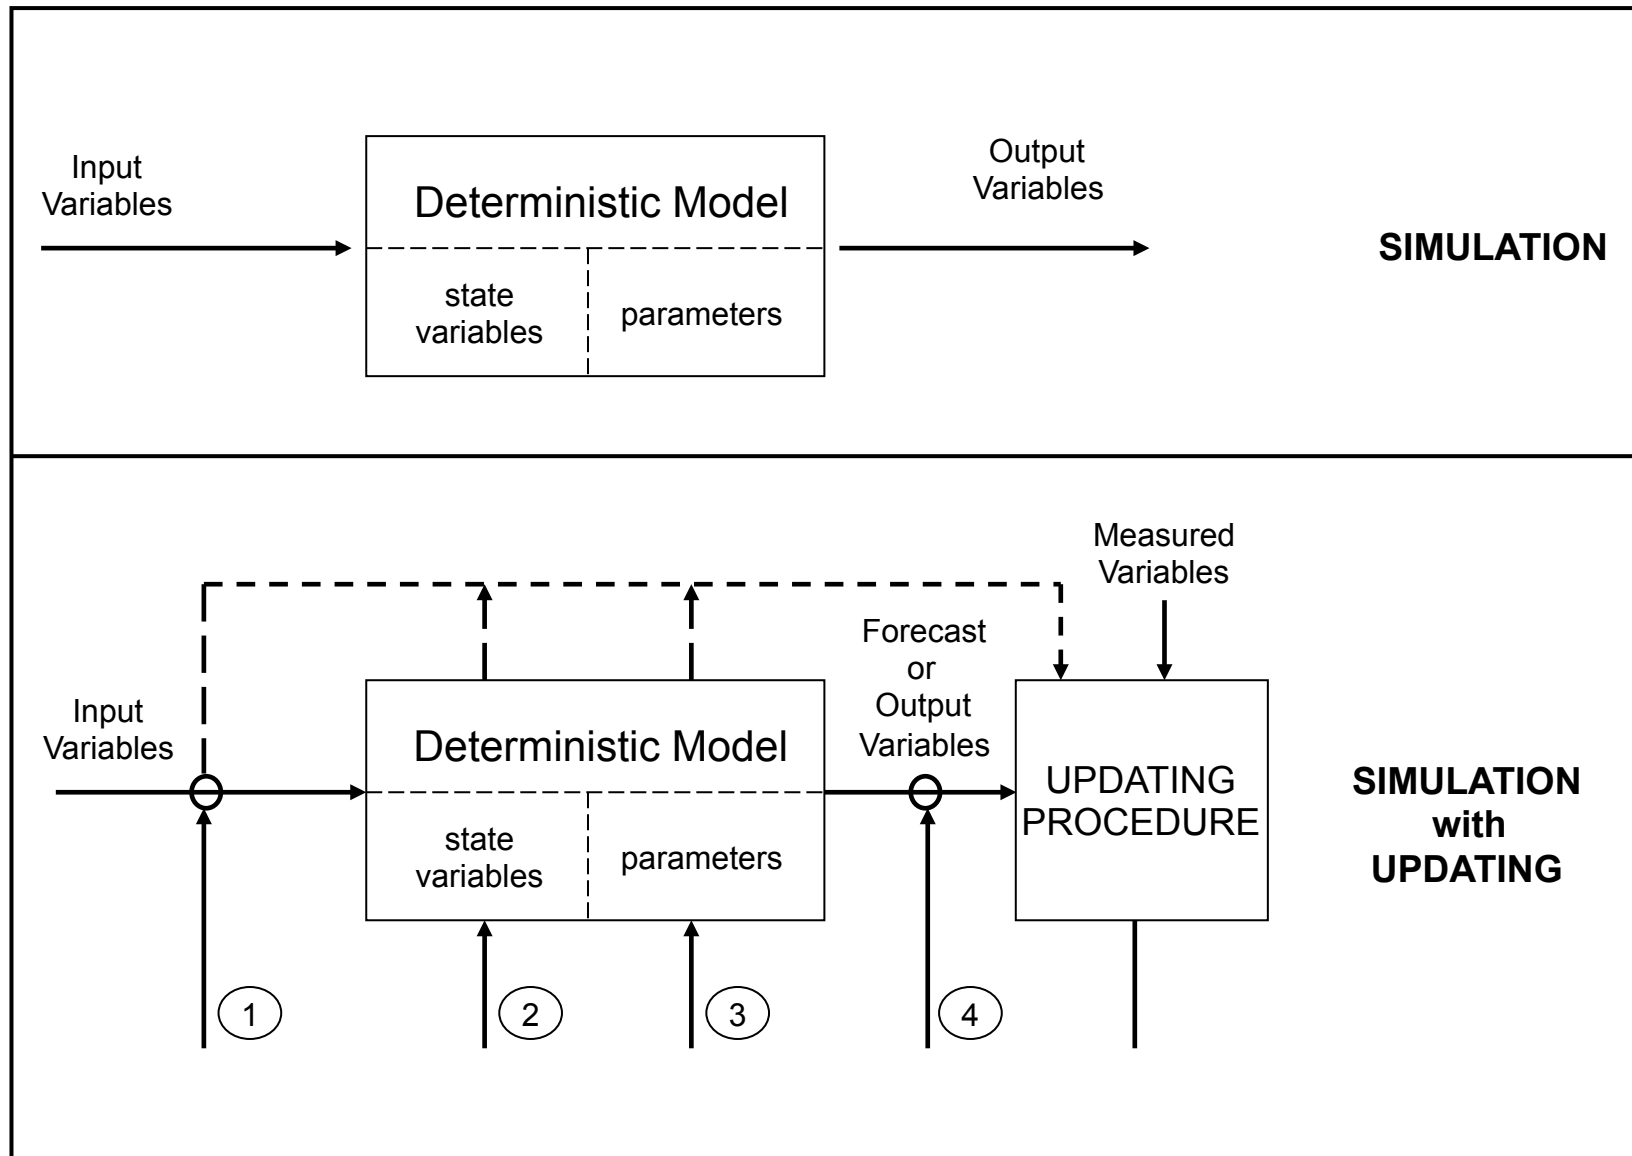 Input
Variables
Deterministic Model
state
variables
parameters
Output
Variables
SIMULATION
Measured
Variables
Forecast
or
Output
Variables
Input
Variables
Deterministic Model
state
variables
parameters
UPDATING
PROCEDURE
SIMULATION
with
UPDATING
1
2
3
4